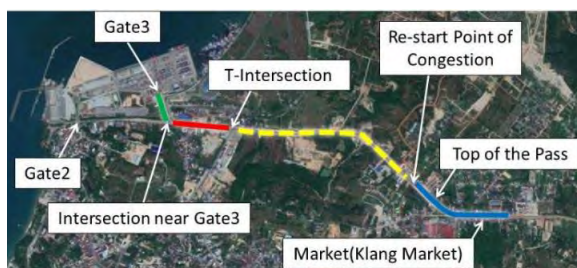 Gate3
Re-start Point of
Congestion
T-Intersection
Top of the Pass
Gate2
Intersection near Gate3
Market(Klang Market)